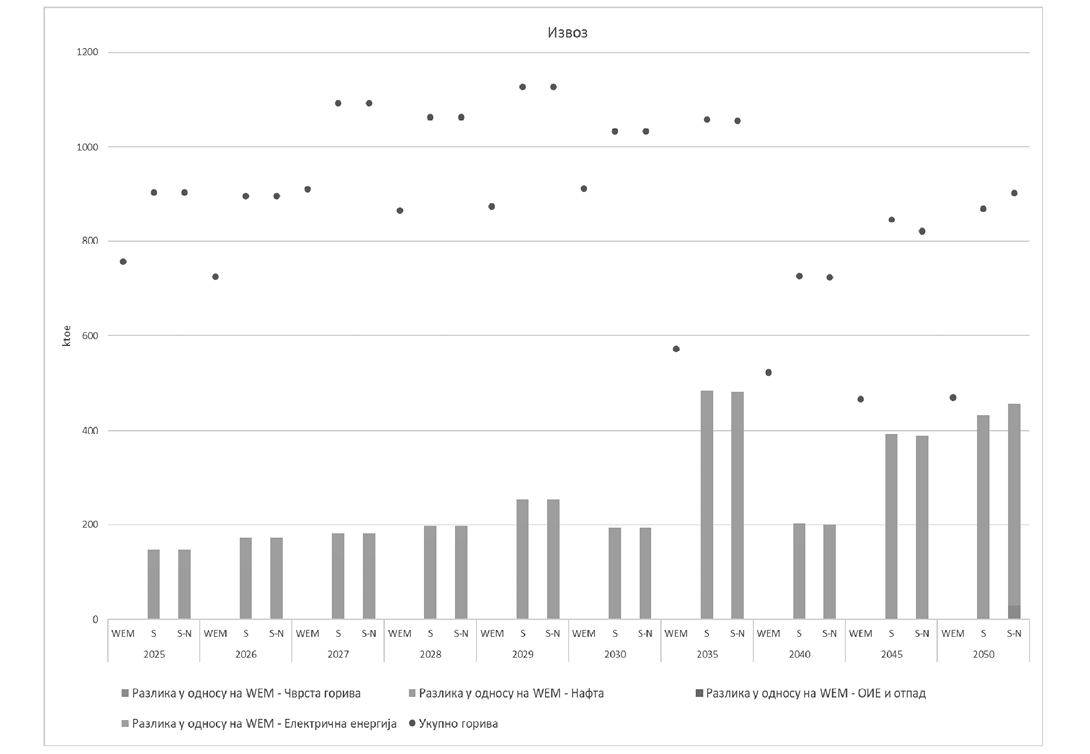 Извоз
1200
1000
800
600
400
200
0
ktoe
WEM S S-N WEM S S-N WEM S S-N WEM S S-N WEM S S-N WEM S S-N WEM S S-N WEM S S-N WEM S S-N WEM S S-N
2025 2026 2027 2028 2029 2030 2035 2040 2045 2050
Разлика у односу на WEM - Чврста горива Разлика у односу на WEM - Нафта Разлика у односу на WEM - ОИЕ и отпад
Разлика у односу на WEM - Електрична енергија Укупно горива